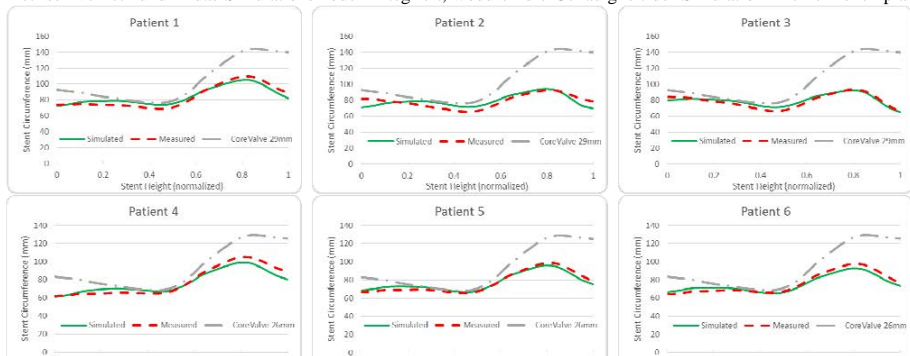 Patient 1
Patient 2
Patient 3
Stent Circumference (mm)
160
140
120
100
80
60
40
20
0
Simulated Measured CoreValve 29mm
0 0.2 0.4 0.6 0.8 1
Stent Height (normalized)
Stent Circumference (mm)
160
140
120
100
80
60
40
20
0
Simulated Measured CoreValve 29mm
0 0.2 0.4 0.6 0.8 1
Stent Height (normalized)
Stent Circumference (mm)
160
140
120
100
80
60
40
20
0
Simulated Measured CoreValve 29mm
0 0.2 0.4 0.6 0.8 1
Stent Height (normalized)
Patient 4
Patient 5
Patient 6
Stent Circumference (mm)
140
120
100
80
60
40
20
0
Simulated Measured CoreValve 26mm
Stent Circumference (mm)
140
120
100
80
60
40
20
0
Simulated Measured CoreValve 26mm
Stent Circumference (mm)
140
120
100
80
60
40
20
0
Simulated Measured CoreValve 26mm